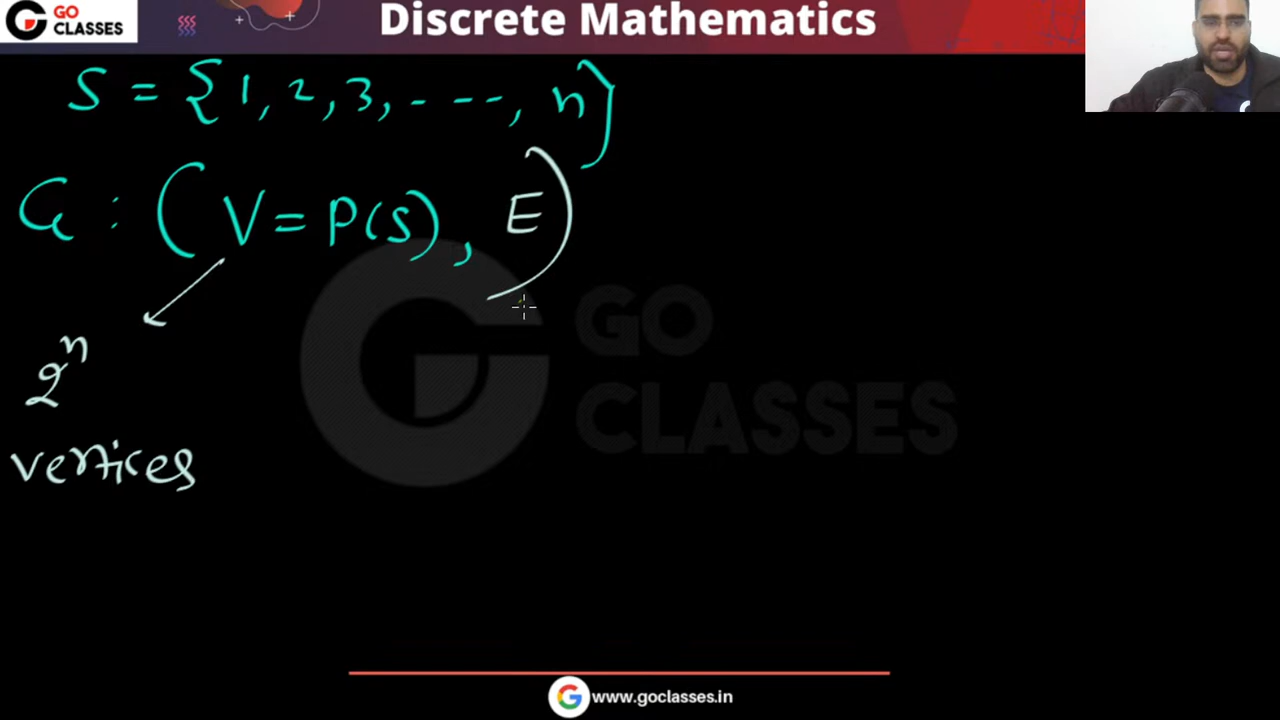 GO CLASSES
Discrete Mathematics
S = {1, 2, 3, - - - -, n}
G : (V = P(S), E)
2^n
vertices
GO
CLASSES
www.goclasses.in